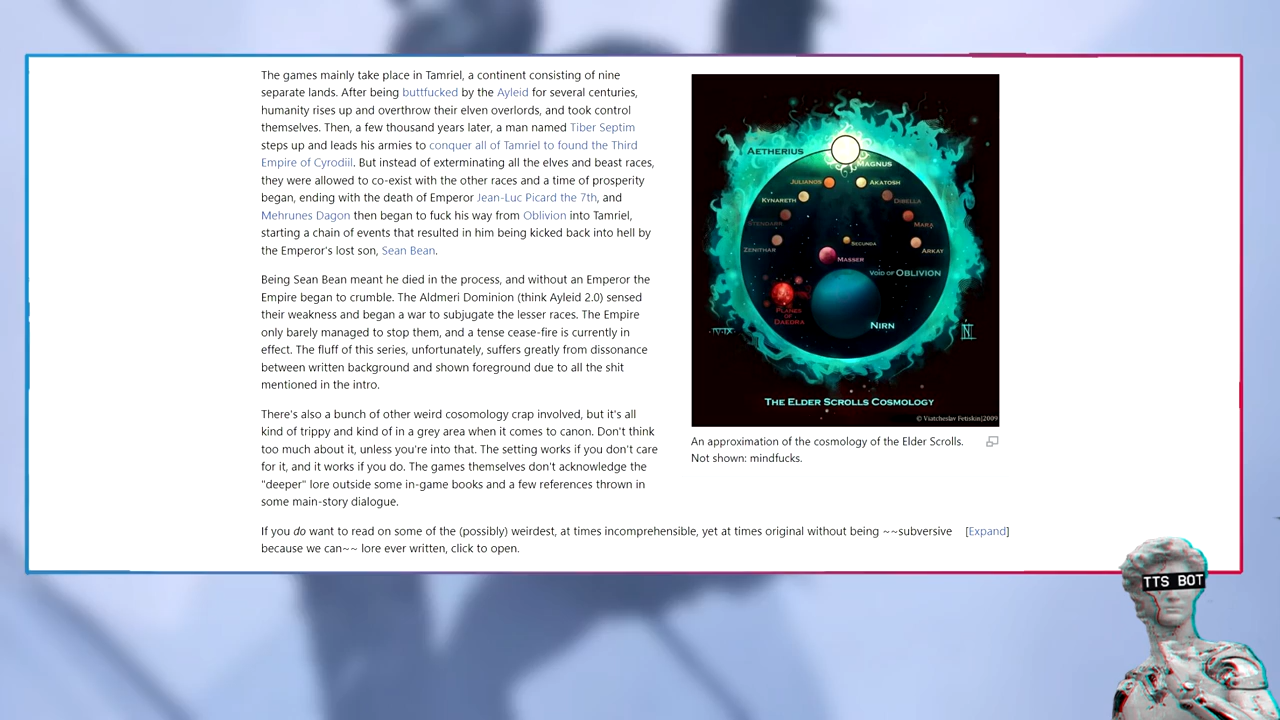 The games mainly take place in Tamriel, a continent consisting of nine
separate lands. After being buttfucked by the Ayleid for several centuries,
humanity rises up and overthrow their elven overlords, and took control
themselves. Then, a few thousand years later, a man named Tiber Septim
steps up and leads his armies to conquer all of Tamriel to found the Third
Empire of Cyrodiil. But instead of exterminating all the elves and beast races,
they were allowed to co-exist with the other races and a time of prosperity
began, ending with the death of Emperor Jean-Luc Picard the 7th, and
Mehrunes Dagon then began to fuck his way from Oblivion into Tamriel,
starting a chain of events that resulted in him being kicked back into hell by
the Emperor's lost son, Sean Bean.
Being Sean Bean meant he died in the process, and without an Emperor the
Empire began to crumble. The Aldmeri Dominion (think Ayleid 2.0) sensed
their weakness and began a war to subjugate the lesser races. The Empire
only barely managed to stop them, and a tense cease-fire is currently in
effect. The fluff of this series, unfortunately, suffers greatly from dissonance
between written background and shown foreground due to all the shit
mentioned in the intro.
There's also a bunch of other weird cosomology crap involved, but it's all
very trippy and kind of in a grey area when it comes to canon. Don't think
too much about it, unless you're into that. The setting works if you don't care
for it, and it works if you do. The games themselves don't acknowledge the
"deeper" lore outside some in-game books and a few references thrown in
some main-story dialogue.
If you do want to read on some of the (possibly) weirdest, at times incomprehensible, yet at times original without being ~~subversive [Expand]
because we can~~ lore ever written, click to open.
AETHERIUS
MAGNUS
JULIANOS
AKATOSH
KYNARETH
DIBELLA
STENDARR
MARA
ZENITHAR
SECUNDA
ARKAY
MASSER
VOID OF OBLIVION
PLANES
OF
DAEDRA
NIRN
THE ELDER SCROLLS COSMOLOGY
© Viatcheslav Fetiskin|2009
An approximation of the cosmology of the Elder Scrolls.
Not shown: mindfucks.
TTS BOT